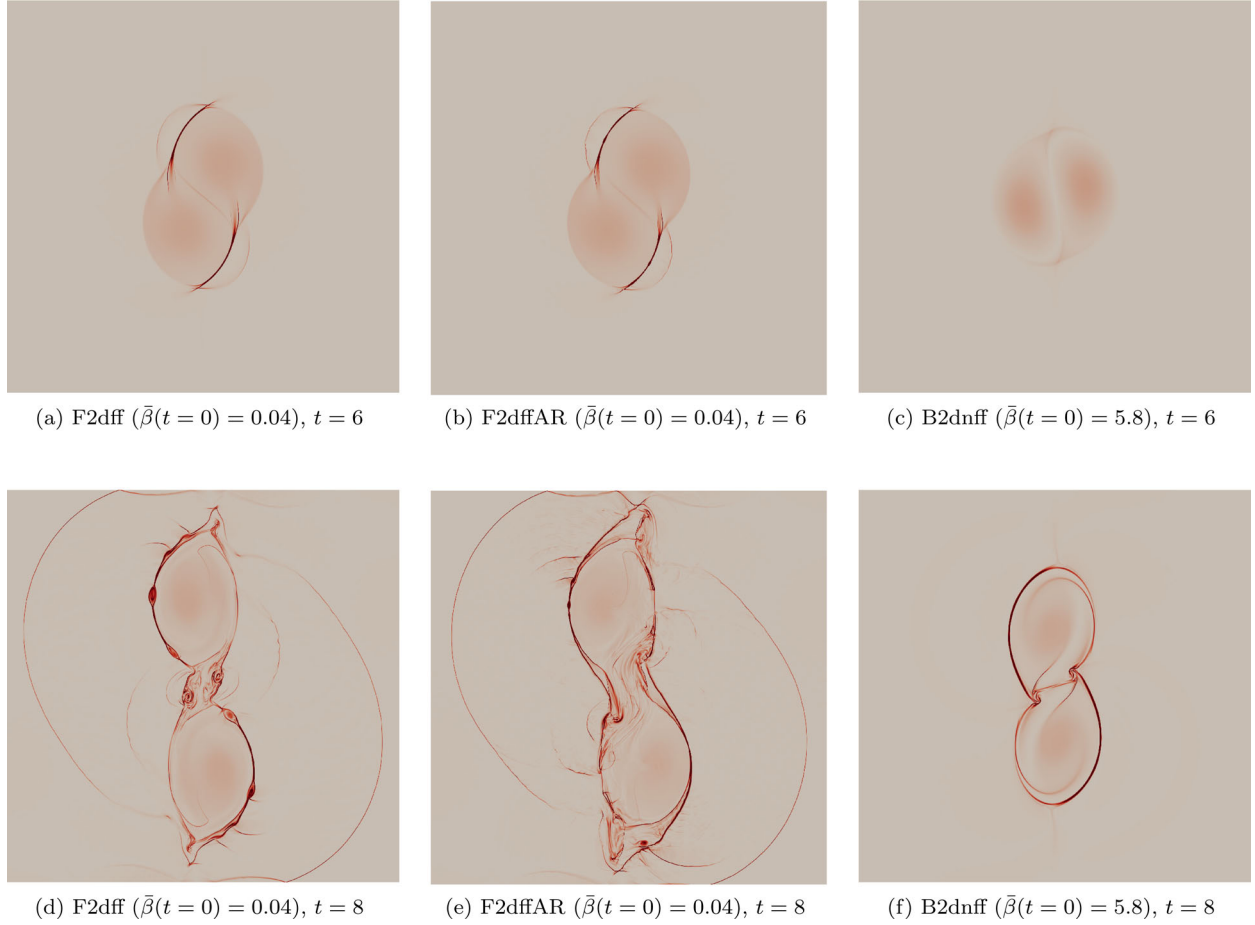 (a) F2dff (β̄(t = 0) = 0.04), t = 6
(b) F2dffAR (β̄(t = 0) = 0.04), t = 6
(c) B2dnff (β̄(t = 0) = 5.8), t = 6
(d) F2dff (β̄(t = 0) = 0.04), t = 8
(e) F2dffAR (β̄(t = 0) = 0.04), t = 8
(f) B2dnff (β̄(t = 0) = 5.8), t = 8